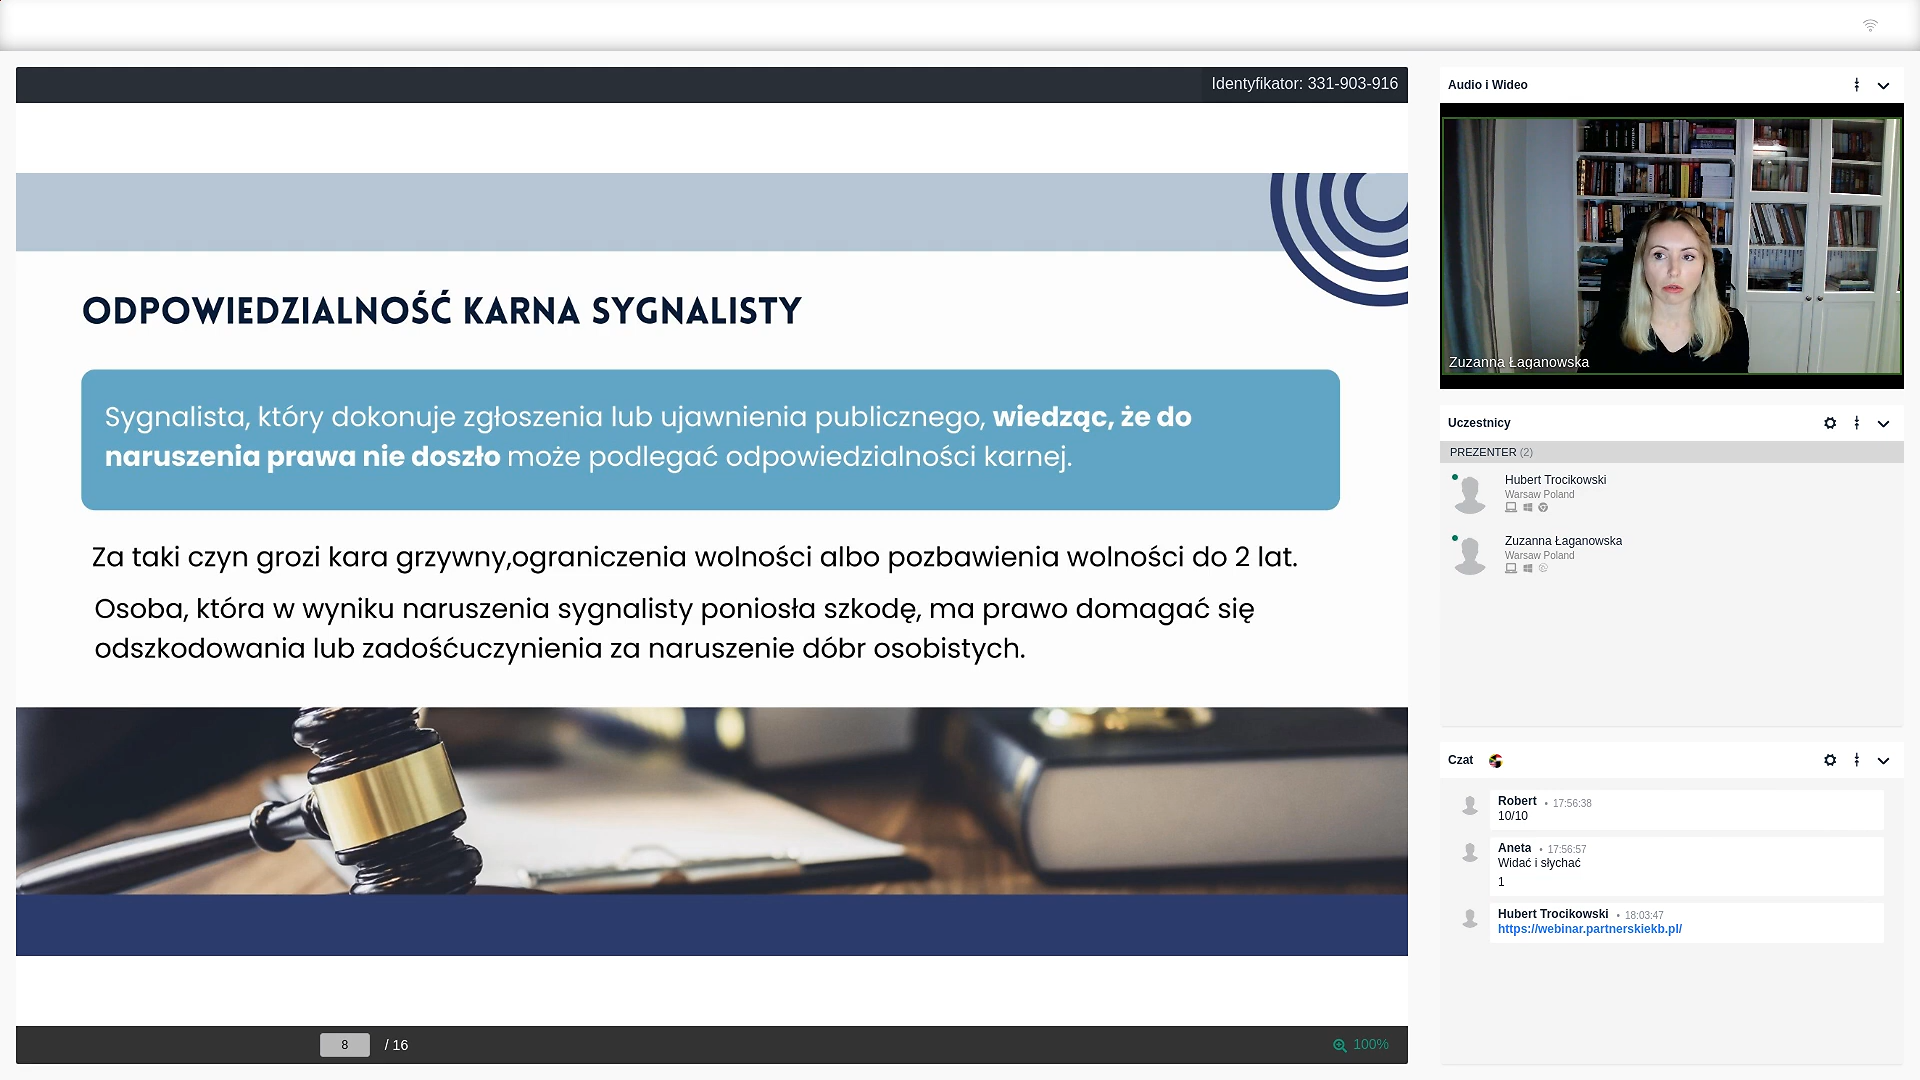 Identyfikator: 331-903-916
ODPOWIEDZIALNOŚĆ KARNA SYGNALISTY
Sygnalista, który dokonuje zgłoszenia lub ujawnienia publicznego, wiedząc, że do
naruszenia prawa nie doszło może podlegać odpowiedzialności karnej.
Za taki czyn grozi kara grzywny,ograniczenia wolności albo pozbawienia wolności do 2 lat.
Osoba, która w wyniku naruszenia sygnalisty poniosła szkodę, ma prawo domagać się
odszkodowania lub zadośćuczynienia za naruszenie dóbr osobistych.
8 / 16
100%
Audio i Wideo
Zuzanna Łaganowska
Uczestnicy
PREZENTER (2)
Hubert Trocikowski
Warsaw Poland
Zuzanna Łaganowska
Warsaw Poland
Czat
Robert • 17:56:38
10/10
Aneta • 17:56:57
Widać i słychać
1
Hubert Trocikowski • 18:03:47
https://webinar.partnerskiekb.pl/